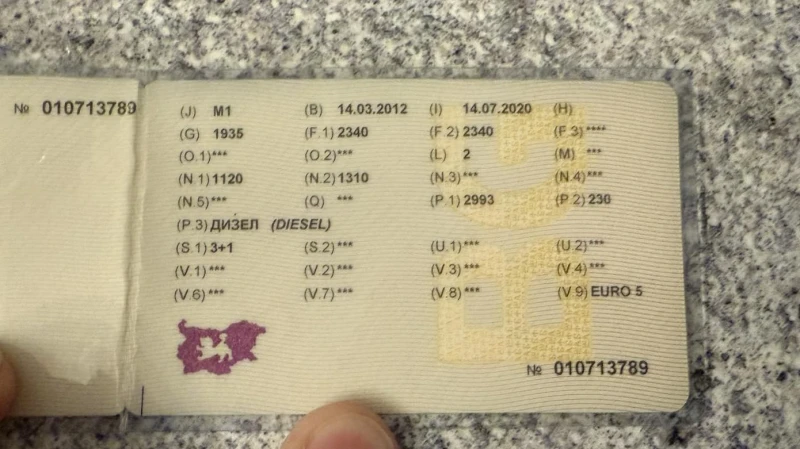 № 010713789
(J) M1 (B) 14.03.2012 (I) 14.07.2020 (H)
(G) 1935 (F.1) 2340 (F 2) 2340 (F 3) ****
(O.1)*** (O.2)*** (L) 2 (M) ***
(N.1) 1120 (N.2) 1310 (N.3)*** (N.4)***
(N.5)*** (Q) *** (P.1) 2993 (P 2) 230
(P.3) ДИЗЕЛ (DIESEL)
(S.1) 3+1 (S.2)*** (U.1)*** (U 2)***
(V.1)*** (V.2)*** (V.3)*** (V.4)***
(V.6)*** (V.7)*** (V.8)*** (V 9) EURO 5
BG
№ 010713789